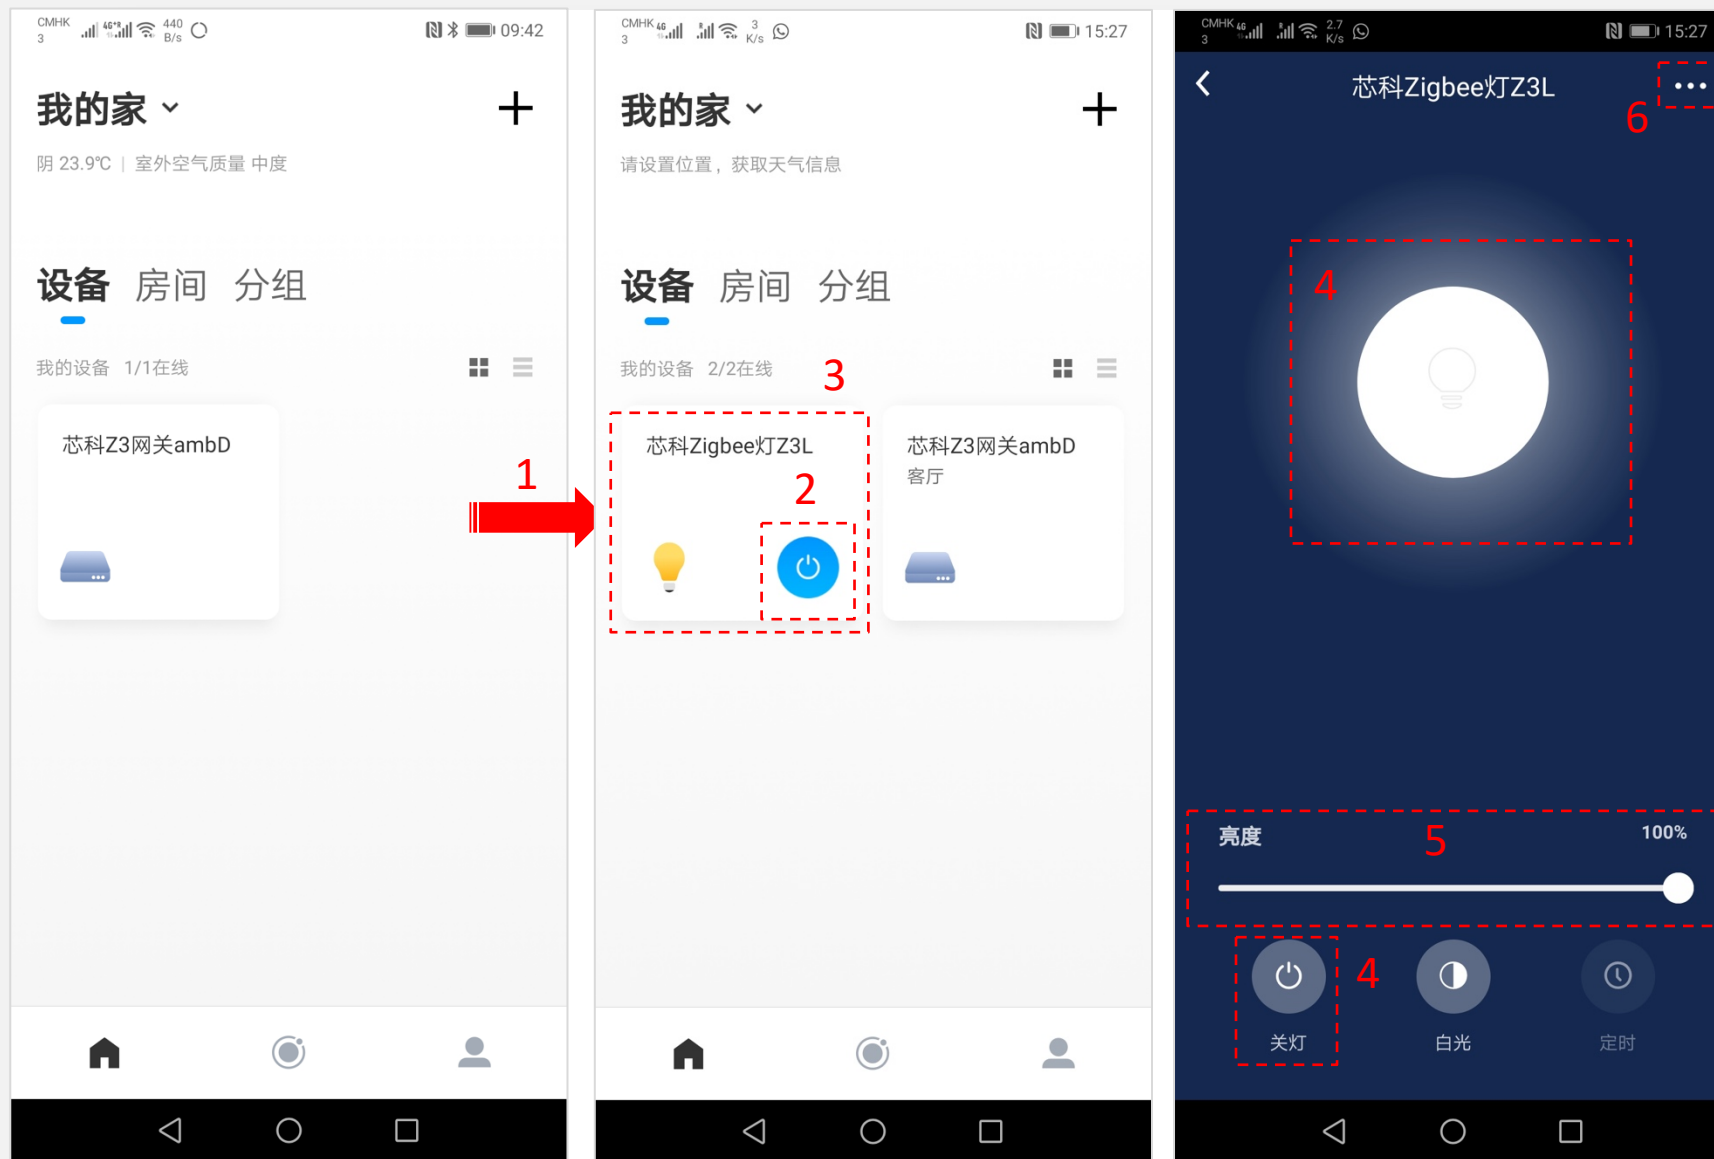 CMHK 4G+R 440
3 B/s 09:42
我的家
阴 23.9℃ | 室外空气质量 中度
设备 房间 分组
我的设备 1/1在线
芯科Z3网关ambD
1
CMHK 4G R 3
3 K/s 15:27
我的家
请设置位置，获取天气信息
设备 房间 分组
我的设备 2/2在线
3
芯科Zigbee灯Z3L
2
芯科Z3网关ambD
客厅
CMHK 4G R 2.7
3 K/s 15:27
芯科Zigbee灯Z3L
6
4
亮度 5 100%
4
关灯 白光 定时